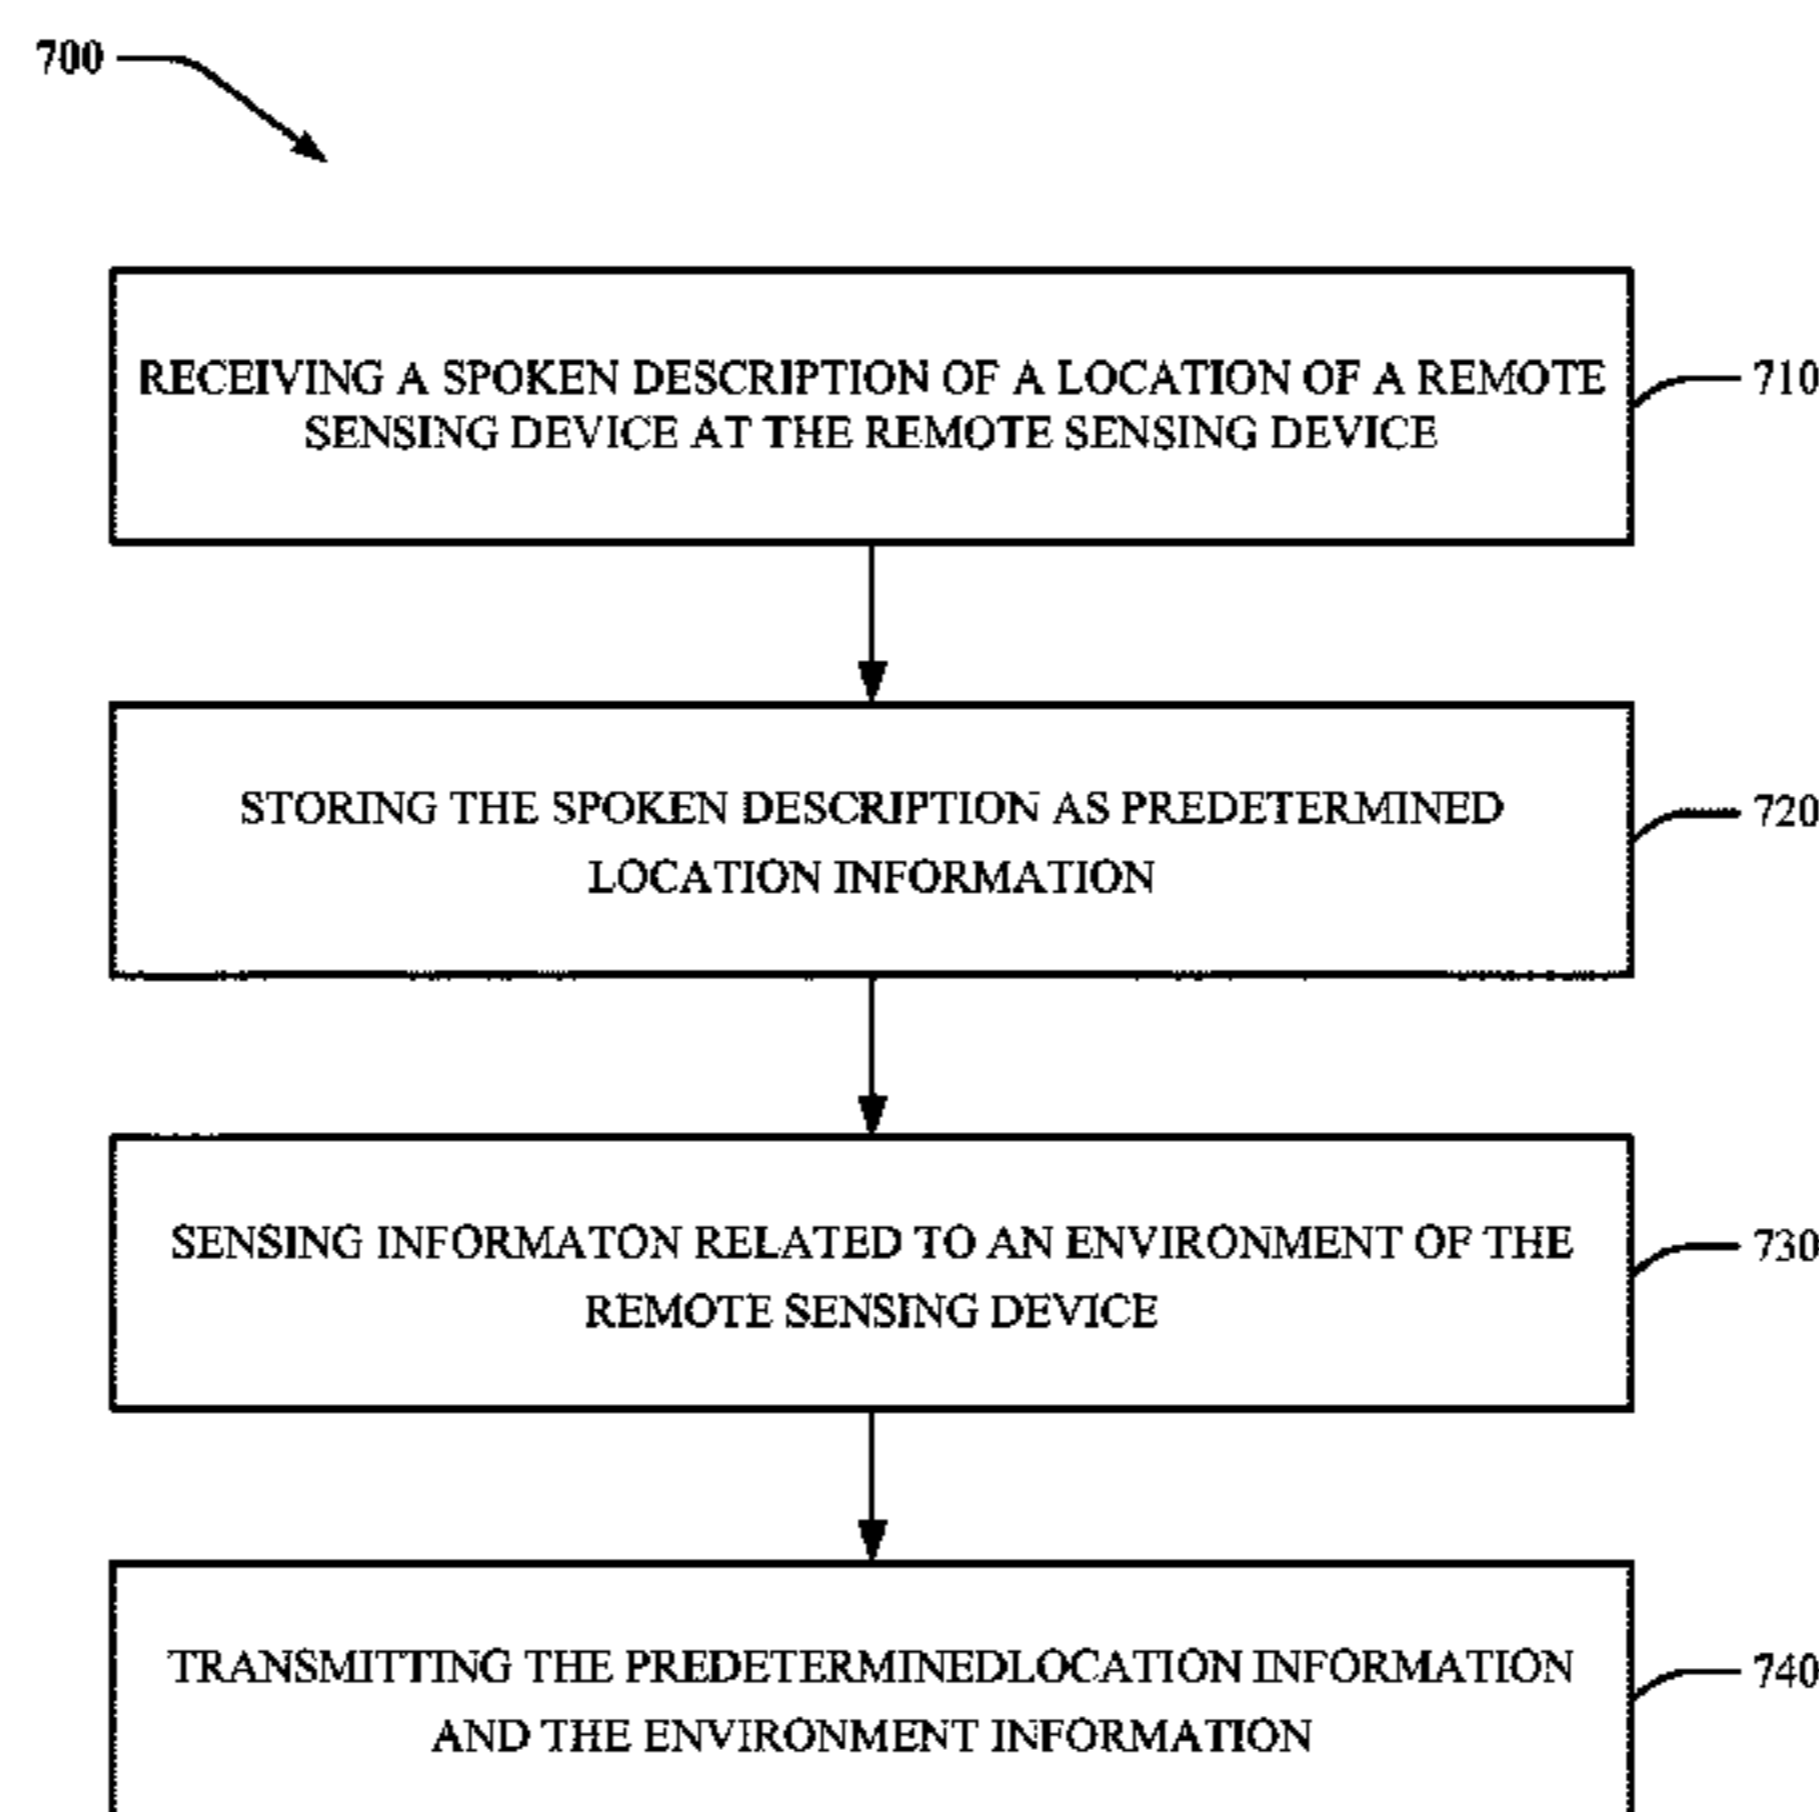 700
RECEIVING A SPOKEN DESCRIPTION OF A LOCATION OF A REMOTE
SENSING DEVICE AT THE REMOTE SENSING DEVICE
710
STORING THE SPOKEN DESCRIPTION AS PREDETERMINED
LOCATION INFORMATION
720
SENSING INFORMATON RELATED TO AN ENVIRONMENT OF THE
REMOTE SENSING DEVICE
730
TRANSMITTING THE PREDETERMINEDLOCATION INFORMATION
AND THE ENVIRONMENT INFORMATION
740